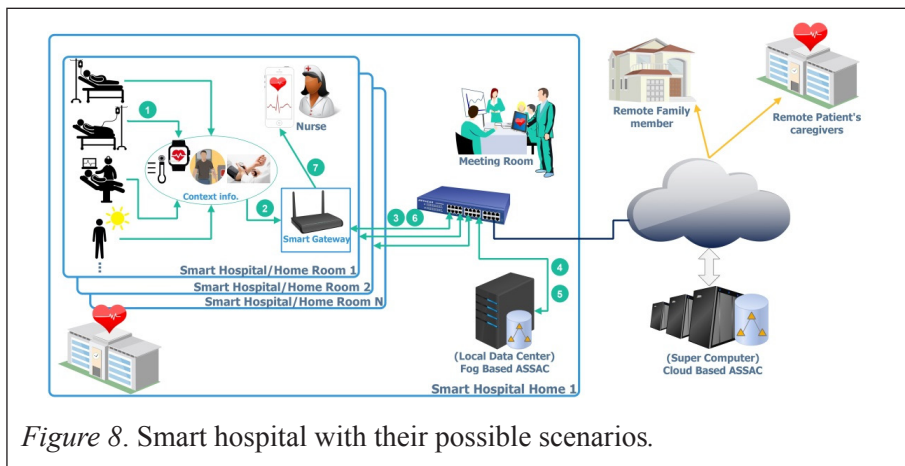 1
Nurse
Context info.
7
2
Smart Gateway
Smart Hospital/Home Room 1
Smart Hospital/Home Room 2
Smart Hospital/Home Room N
Meeting Room
3 6
4
5
(Local Data Center)
Fog Based ASSAC
Smart Hospital Home 1
Remote Family
member
Remote Patient's
caregivers
(Super Computer)
Cloud Based ASSAC
Figure 8. Smart hospital with their possible scenarios.